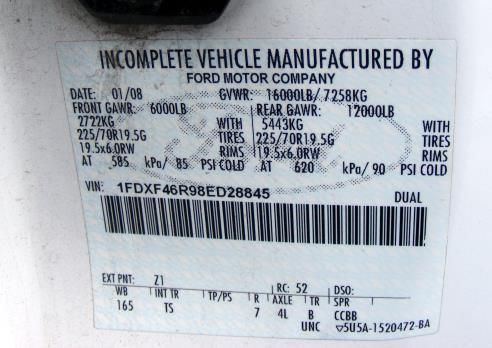 INCOMPLETE VEHICLE MANUFACTURED BY
FORD MOTOR COMPANY
DATE: 01/08 GVWR: 16000LB/ 7258KG
FRONT GAWR: 6000LB REAR GAWR: 12000LB
2722KG WITH 5443KG WITH
225/70R19.5G TIRES 225/70R19.5G TIRES
19.5x6.0RW RIMS 19.5x6.0RW RIMS
AT 585 kPa/ 85 PSI COLD AT 620 kPa/ 90 PSI COLD
VIN: 1FDXF46R98ED28845 DUAL
EXT PNT: Z1 RC: 52 DSO:
WB INT TR TP/PS R AXLE TR SPR
165 TS 7 4L B CCBB
UNC ▽5U5A-1520472-BA